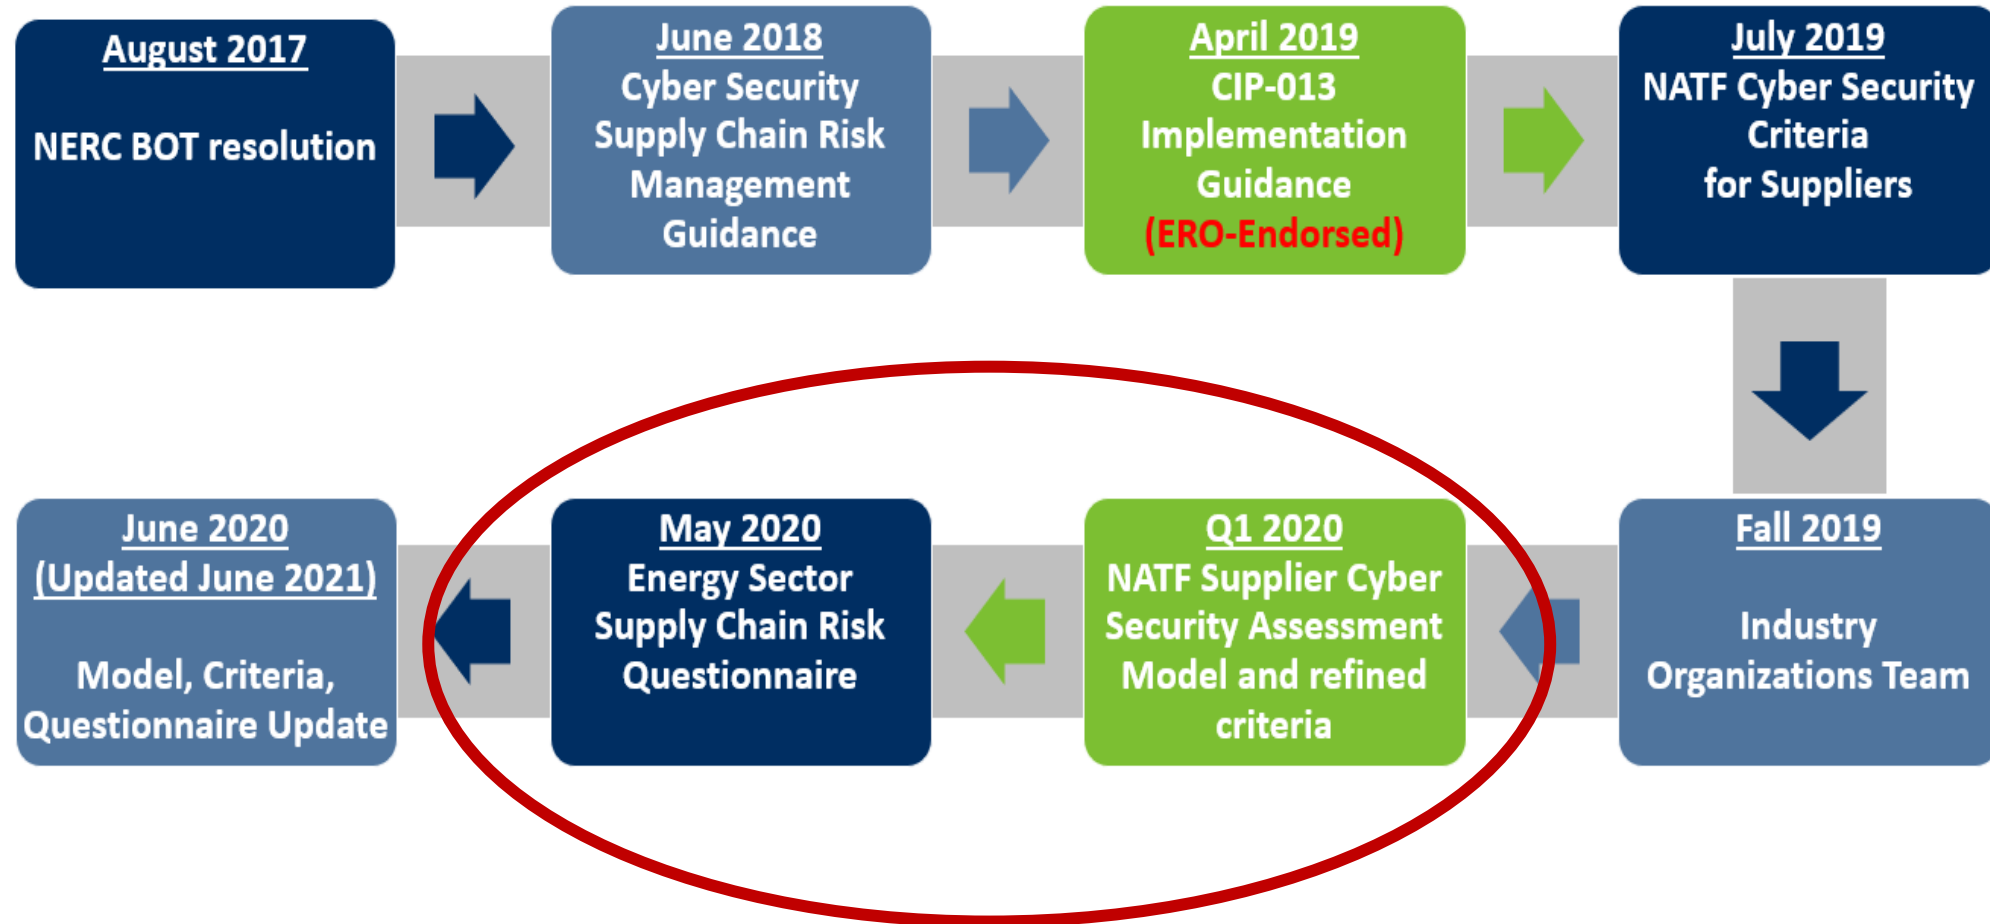 August 2017
NERC BOT resolution
June 2018
Cyber Security
Supply Chain Risk
Management
Guidance
April 2019
CIP-013
Implementation
Guidance
(ERO-Endorsed)
July 2019
NATF Cyber Security
Criteria
for Suppliers
Fall 2019
Industry
Organizations Team
Q1 2020
NATF Supplier Cyber
Security Assessment
Model and refined
criteria
May 2020
Energy Sector
Supply Chain Risk
Questionnaire
June 2020
(Updated June 2021)
Model, Criteria,
Questionnaire Update